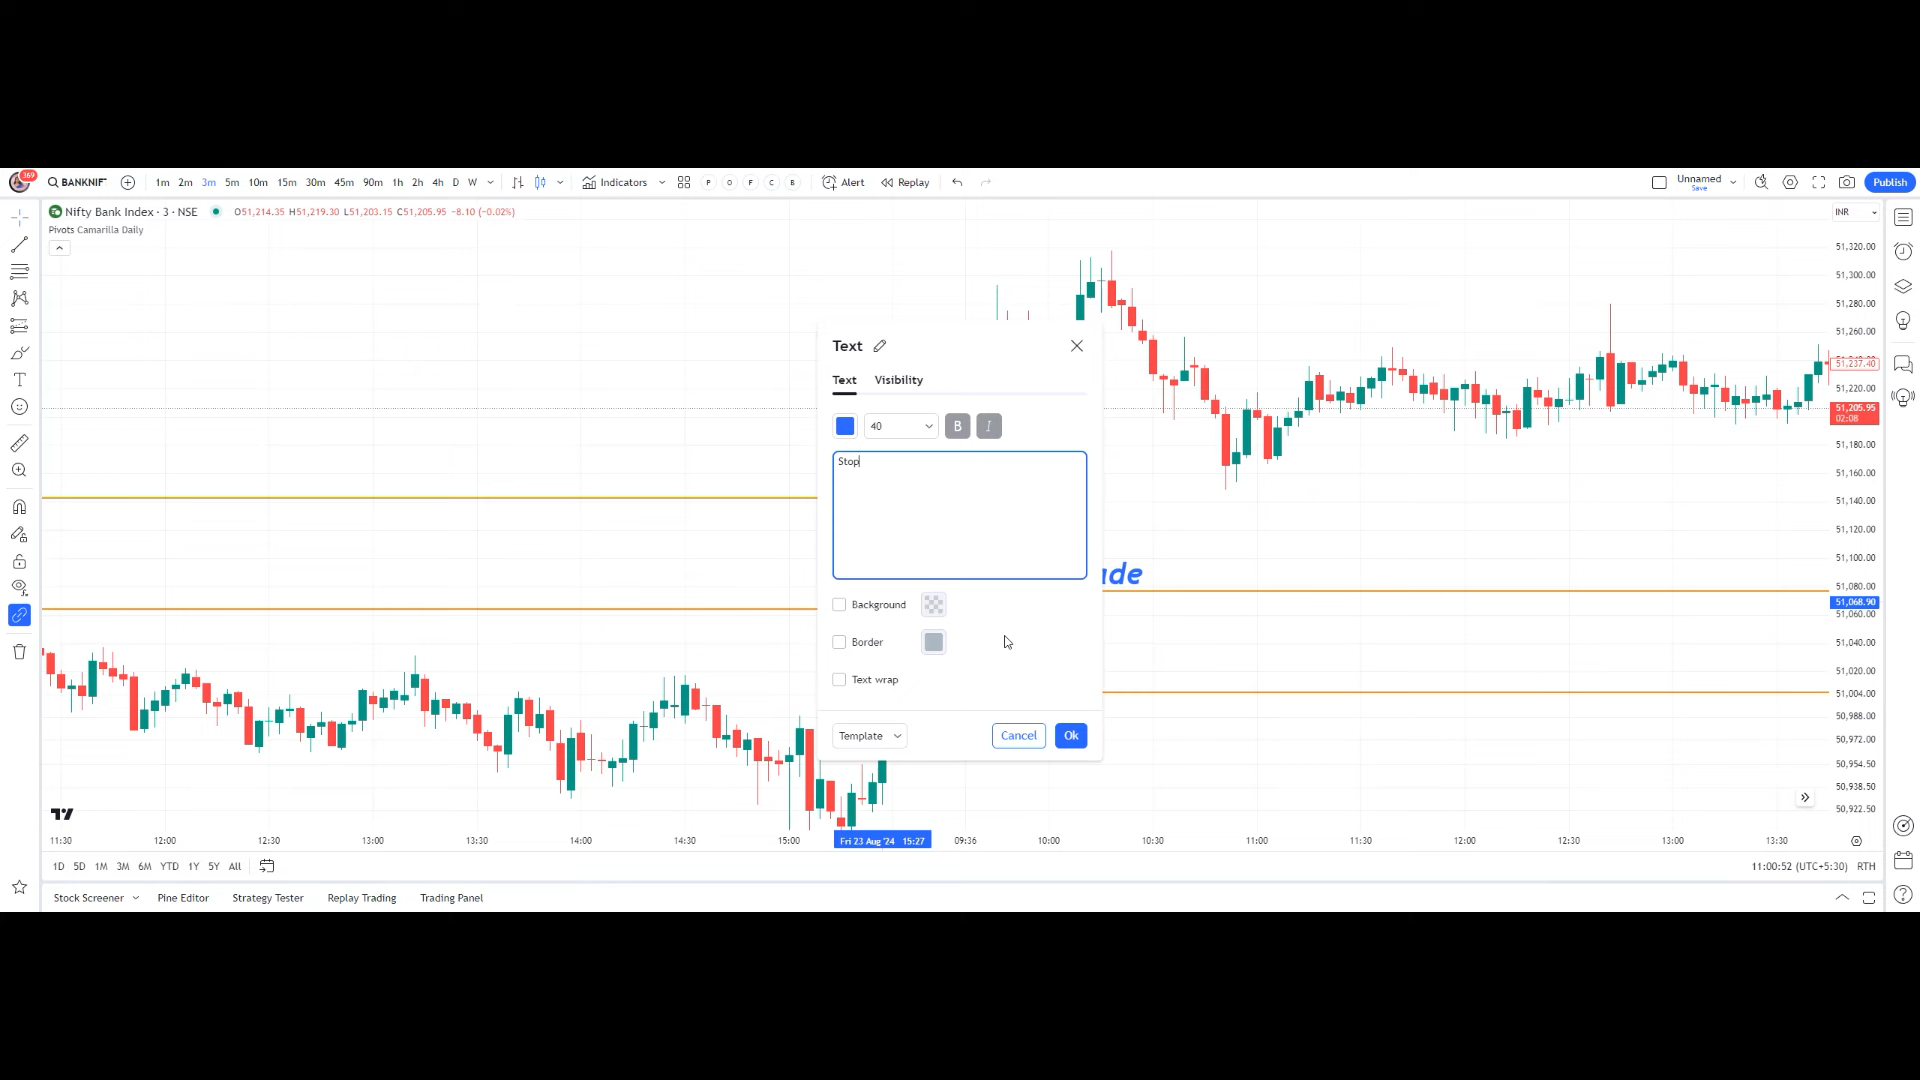 369
BANKNIF
1m 2m 3m 5m 10m 15m 30m 45m 90m 1h 2h 4h D W
Indicators
P O F C B
Alert
Replay
Unnamed
Save
Publish
Nifty Bank Index · 3 · NSE
O51,214.35 H51,219.30 L51,203.15 C51,205.95 −8.10 (−0.02%)
Pivots Camarilla Daily
INR
51,320.00
51,300.00
51,280.00
51,260.00
51,237.40
51,220.00
51,205.95
02:08
51,180.00
51,160.00
51,140.00
51,120.00
51,100.00
51,080.00
51,068.90
51,060.00
51,040.00
51,020.00
51,004.00
50,988.00
50,972.00
50,954.50
50,938.50
50,922.50
Text
Text Visibility
40
B I
Stop
ade
Background
Border
Text wrap
Template
Cancel
Ok
11:30 12:00 12:30 13:00 13:30 14:00 14:30 15:00 Fri 23 Aug '24 15:27 09:36 10:00 10:30 11:00 11:30 12:00 12:30 13:00 13:30
1D 5D 1M 3M 6M YTD 1Y 5Y All
11:00:52 (UTC+5:30) RTH
Stock Screener Pine Editor Strategy Tester Replay Trading Trading Panel